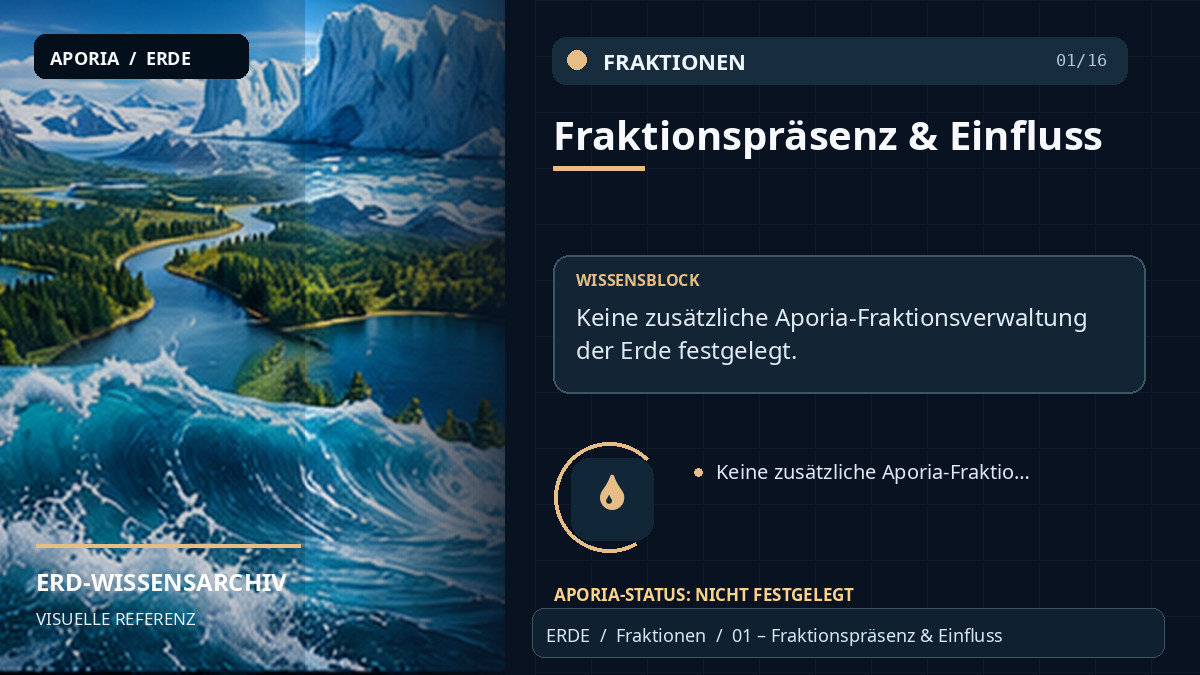 APORIA / ERDE
FRAKTIONEN
01/16
Fraktionspräsenz & Einfluss
WISSENSBLOCK
Keine zusätzliche Aporia-Fraktionsverwaltung
der Erde festgelegt.
Keine zusätzliche Aporia-Fraktio...
ERD-WISSENSARCHIV
VISUELLE REFERENZ
APORIA-STATUS: NICHT FESTGELEGT
ERDE / Fraktionen / 01 – Fraktionspräsenz & Einfluss